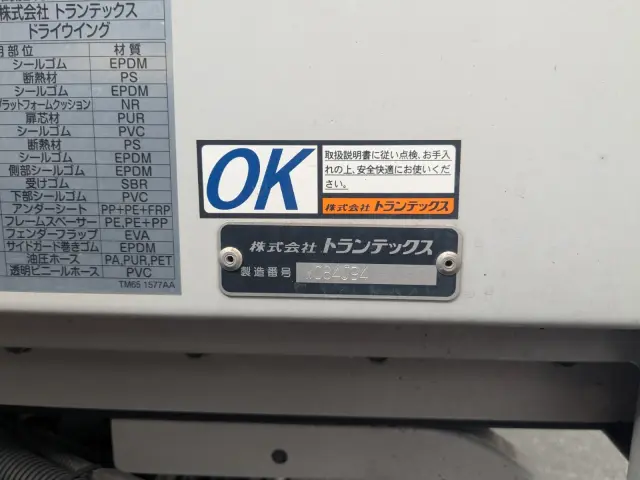 株式会社 トランテックス
ドライウイング
部位 材質
シールゴム EPDM
断熱材 PS
シールゴム EPDM
プラットフォームクッション NR
扉芯材 PUR
シールゴム PVC
断熱材 PS
シールゴム EPDM
側部シールゴム EPDM
受けゴム SBR
下部シールゴム PVC
アンダーシート PP+PE+FRP
フレームスペーサー PE,PE+PP
フェンダーフラップ EVA
サイドガード巻きゴム EPDM
油圧ホース PA,PUR,PET
透明ビニールホース PVC
TM65 1577AA
OK
取扱説明書に従い点検、お手入
れの上、安全快適にお使いくだ
さい。
株式会社 トランテックス
株式会社 トランテックス
製造番号